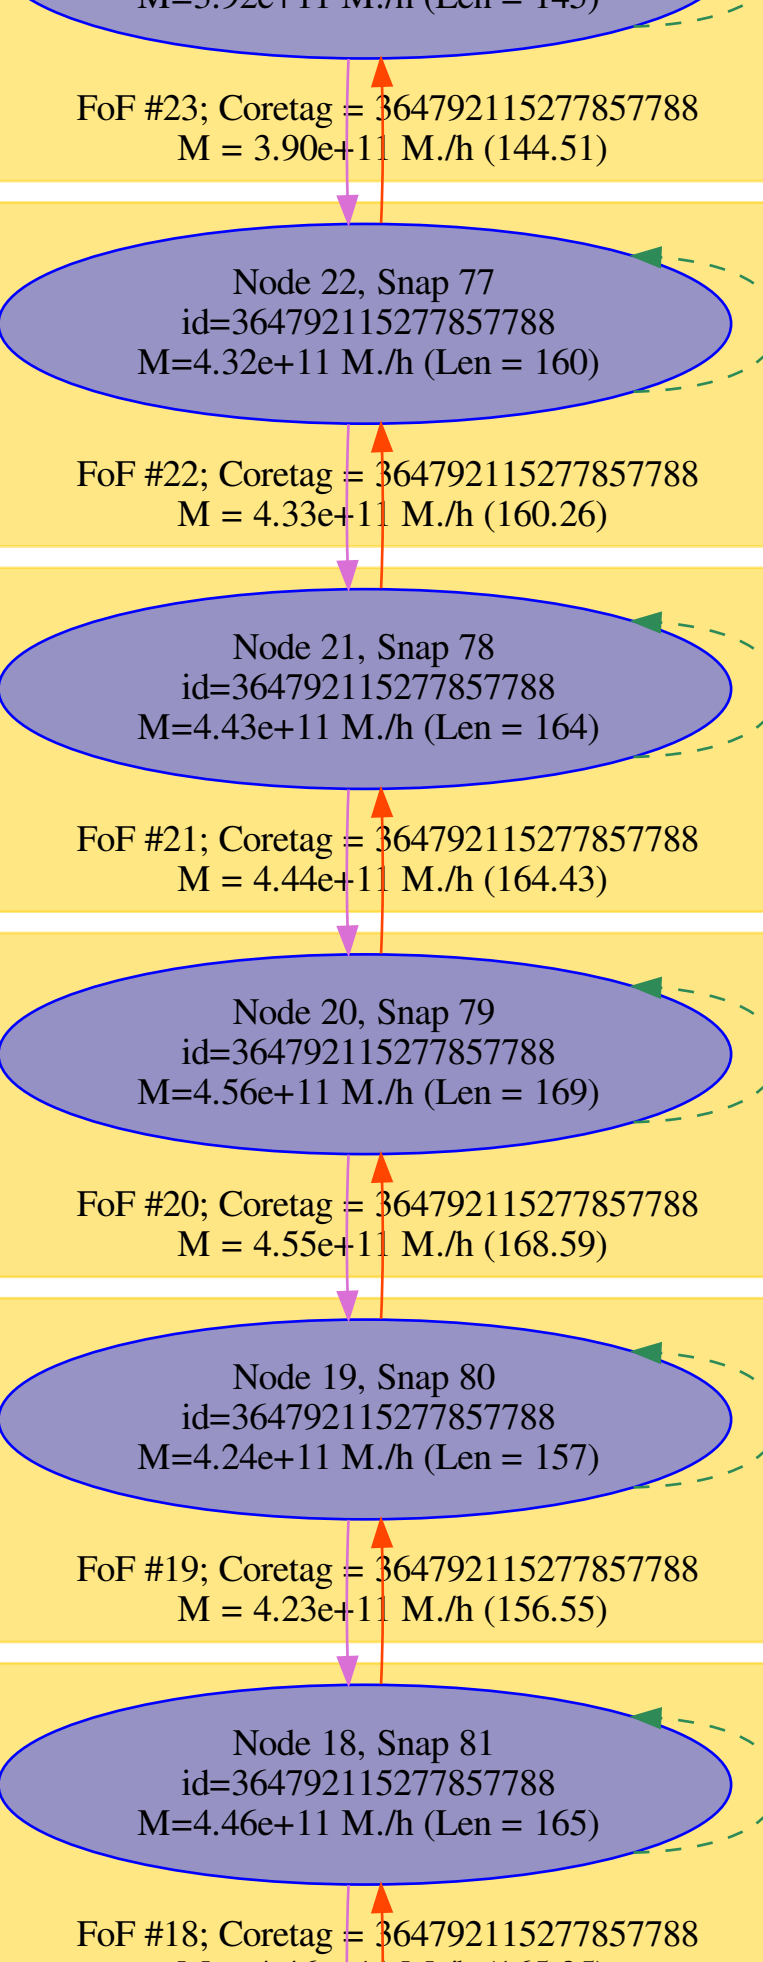 M=3.92e+11 M./h (Len = 145)
FoF #23; Coretag = 364792115277857788
M = 3.90e+11 M./h (144.51)
Node 22, Snap 77
id=364792115277857788
M=4.32e+11 M./h (Len = 160)
FoF #22; Coretag = 364792115277857788
M = 4.33e+11 M./h (160.26)
Node 21, Snap 78
id=364792115277857788
M=4.43e+11 M./h (Len = 164)
FoF #21; Coretag = 364792115277857788
M = 4.44e+11 M./h (164.43)
Node 20, Snap 79
id=364792115277857788
M=4.56e+11 M./h (Len = 169)
FoF #20; Coretag = 364792115277857788
M = 4.55e+11 M./h (168.59)
Node 19, Snap 80
id=364792115277857788
M=4.24e+11 M./h (Len = 157)
FoF #19; Coretag = 364792115277857788
M = 4.23e+11 M./h (156.55)
Node 18, Snap 81
id=364792115277857788
M=4.46e+11 M./h (Len = 165)
FoF #18; Coretag = 364792115277857788